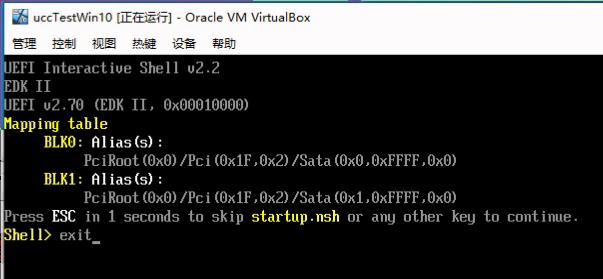 uccTestWin10 [正在运行] - Oracle VM VirtualBox
管理 控制 视图 热键 设备 帮助
UEFI Interactive Shell v2.2
EDK II
UEFI v2.70 (EDK II, 0x00010000)
Mapping table
BLK0: Alias(s):
PciRoot(0x0)/Pci(0x1F,0x2)/Sata(0x0,0xFFFF,0x0)
BLK1: Alias(s):
PciRoot(0x0)/Pci(0x1F,0x2)/Sata(0x1,0xFFFF,0x0)
Press ESC in 1 seconds to skip startup.nsh or any other key to continue.
Shell> exit_